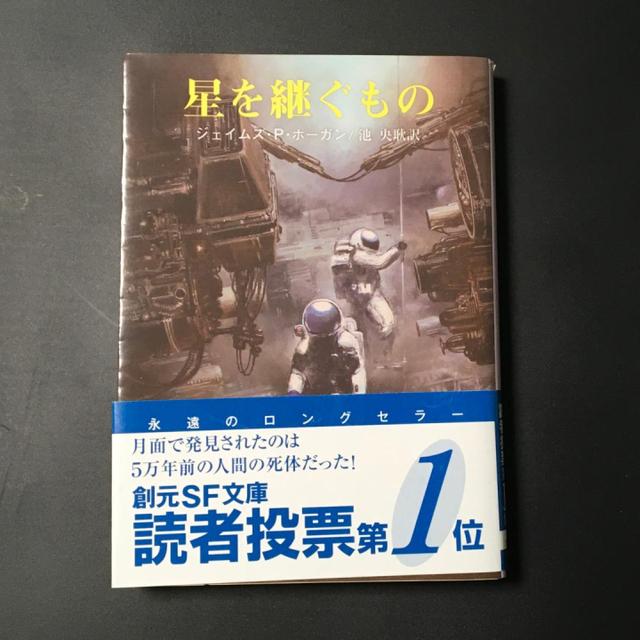 星を継ぐもの
ジェイムズ・P・ホーガン/池 央耿訳
永遠のロングセラー
月面で発見されたのは
5万年前の人間の死体だった!
創元SF文庫
読者投票第1位